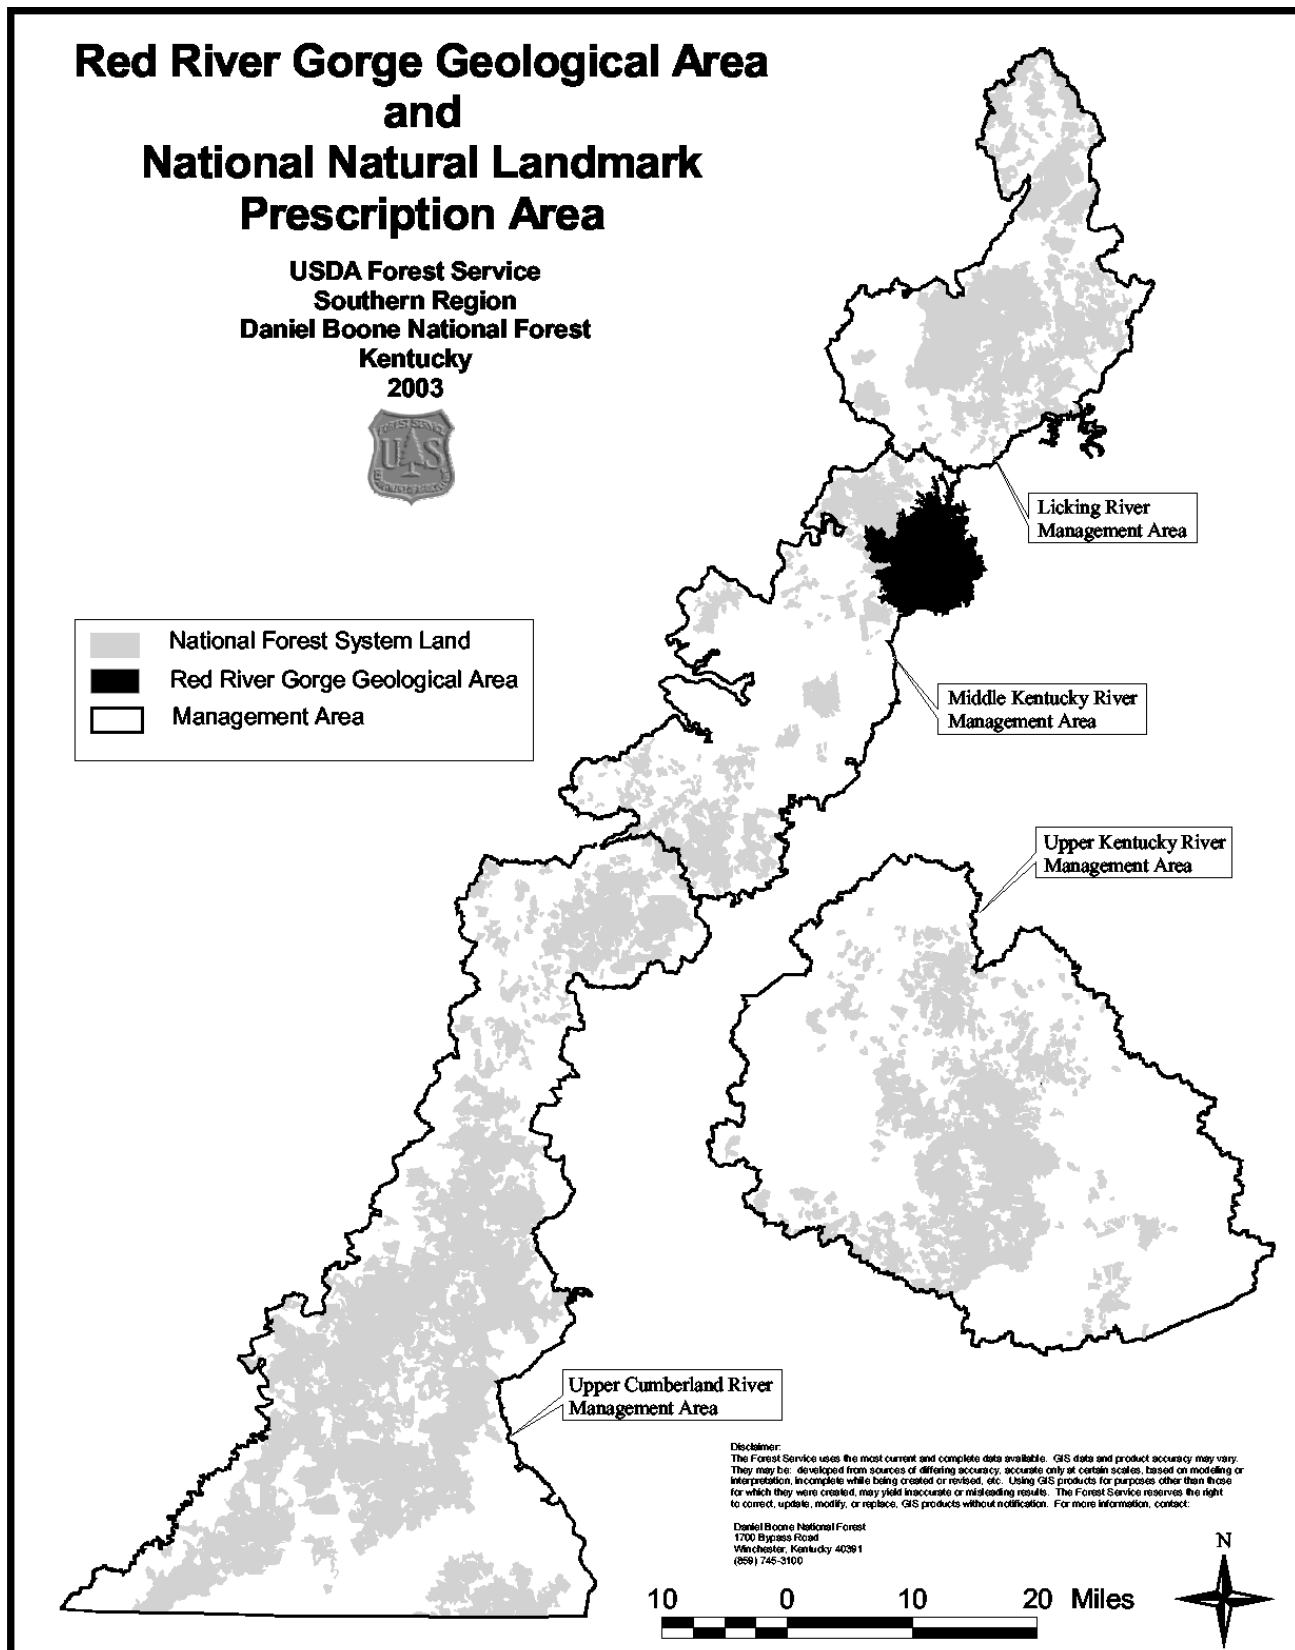 Red River Gorge Geological Area
and
National Natural Landmark
Prescription Area
USDA Forest Service
Southern Region
Daniel Boone National Forest
Kentucky
2003
FOREST SERVICE
US
National Forest System Land
Red River Gorge Geological Area
Management Area
Licking River
Management Area
Middle Kentucky River
Management Area
Upper Kentucky River
Management Area
Upper Cumberland River
Management Area
Disclaimer:
The Forest Service uses the most current and complete data available. GIS data and product accuracy may vary.
They may be: developed from sources of differing accuracy, accurate only at certain scales, based on modeling or
interpretation, incomplete while being created or revised, etc. Using GIS products for purposes other than those
for which they were created, may yield inaccurate or misleading results. The Forest Service reserves the right
to correct, update, modify, or replace, GIS products without notification. For more information, contact:
Daniel Boone National Forest
1700 Bypass Road
Winchester, Kentucky 40391
(859) 745-3100
N
10 0 10 20 Miles